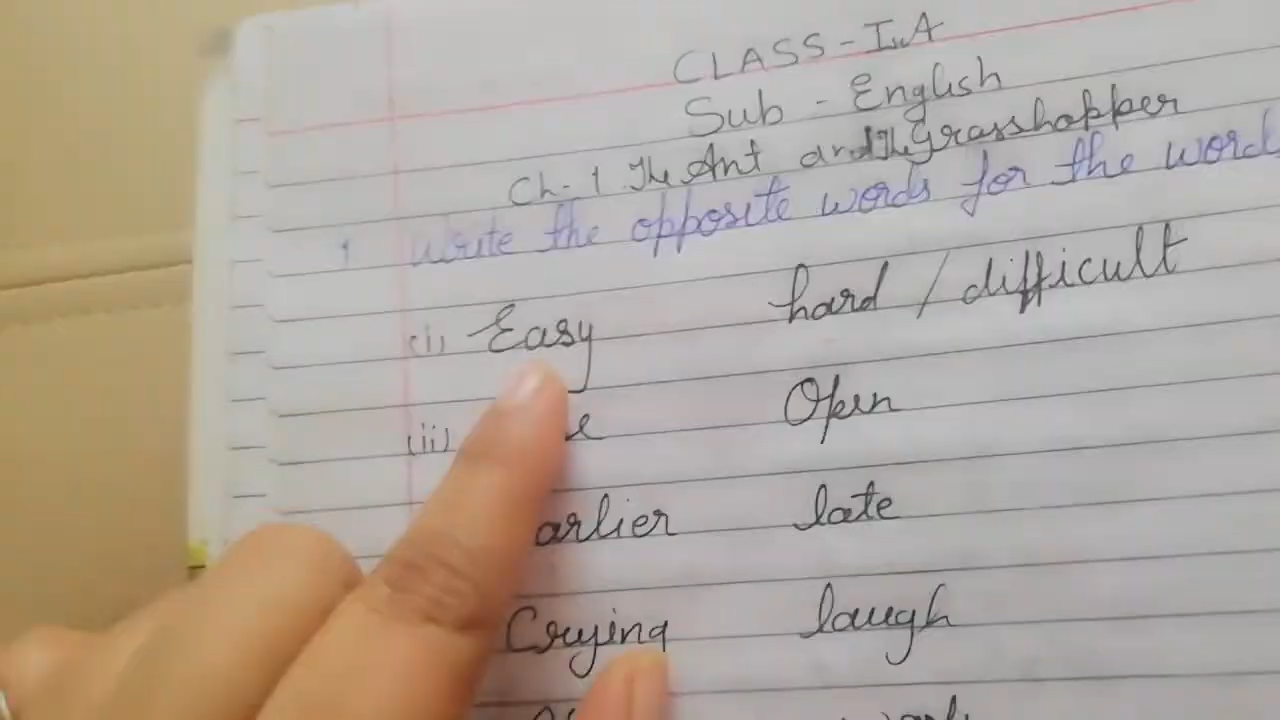 CLASS - I.A
Sub - English
Ch-1 The Ant and The Grasshopper
1 Write the opposite words for the word
(i) Easy hard / difficult
(ii) Open
arlier late
Crying laugh